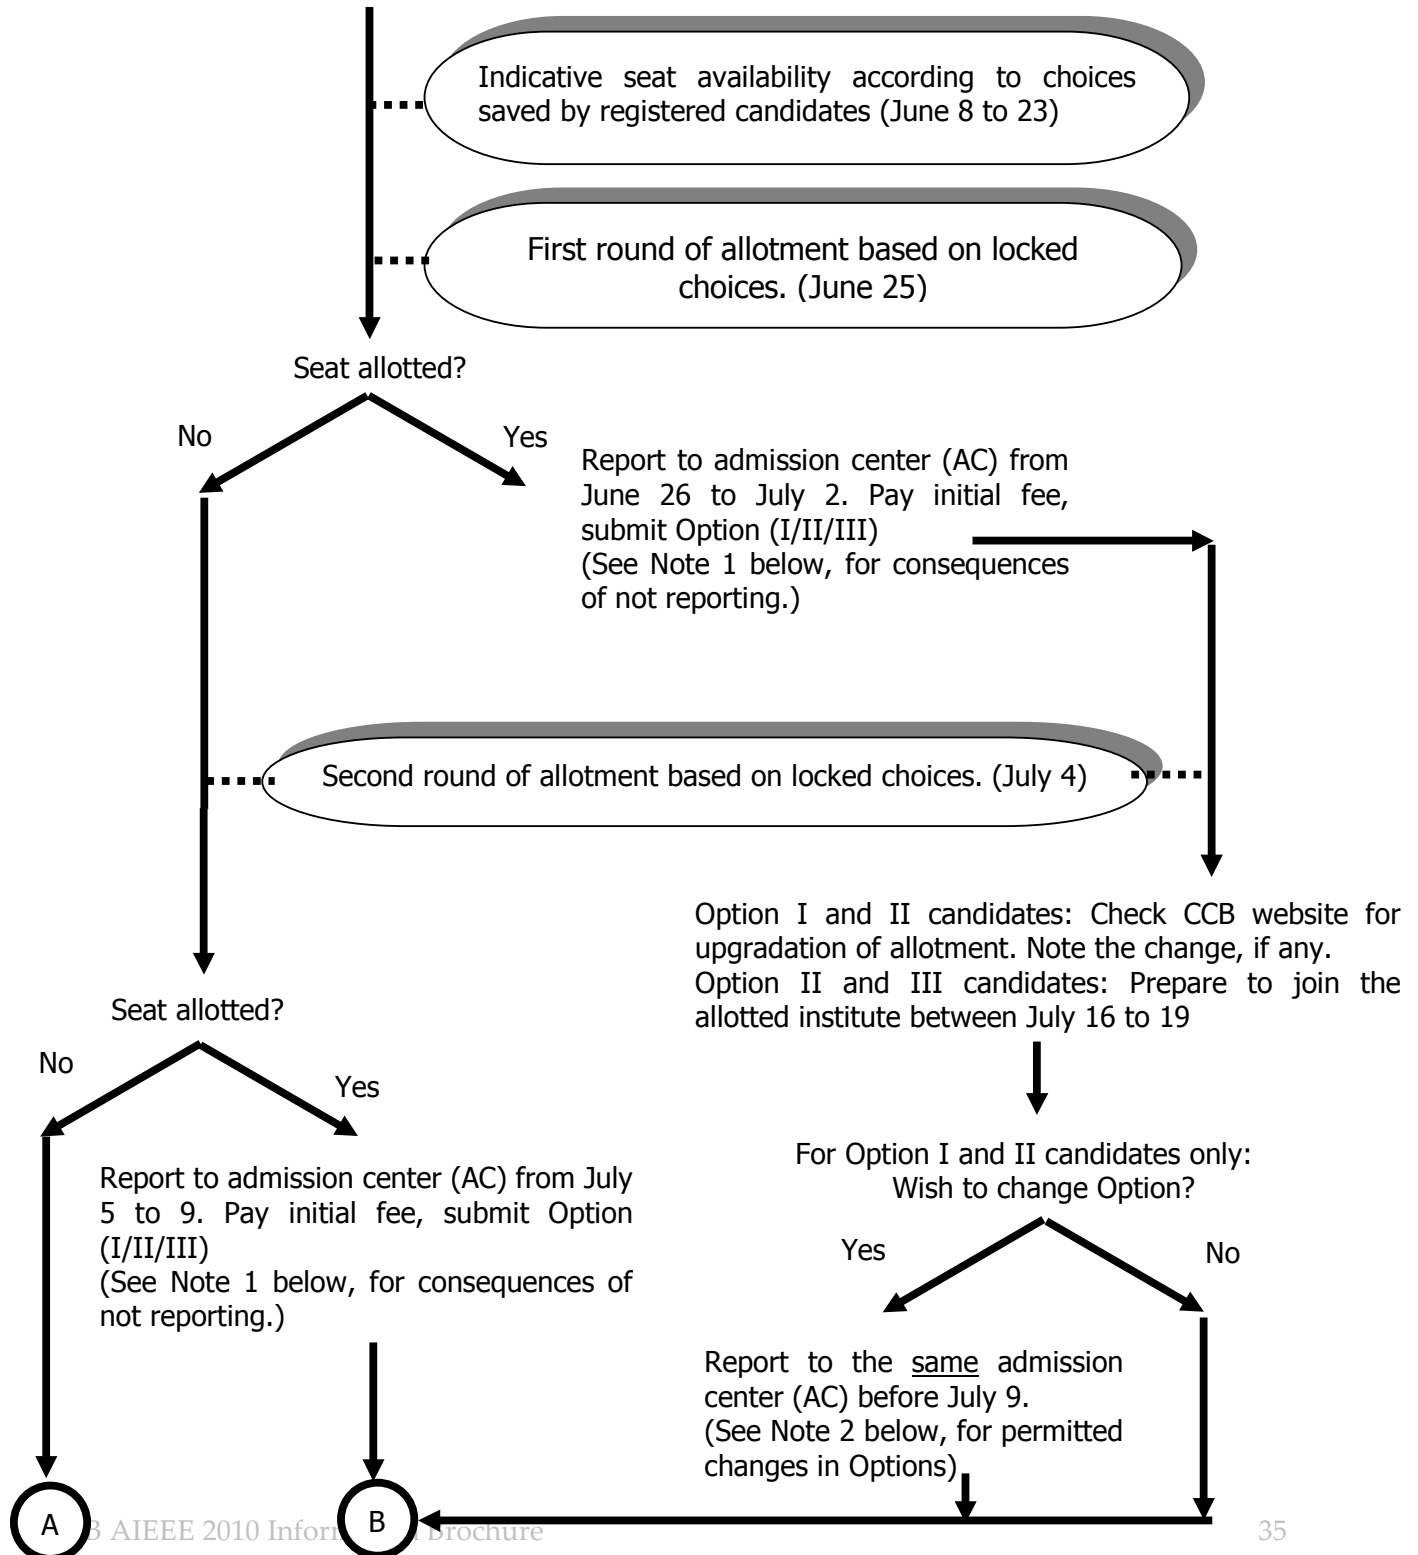 Indicative seat availability according to choices
saved by registered candidates (June 8 to 23)
First round of allotment based on locked
choices. (June 25)
Seat allotted?
No
Yes
Report to admission center (AC) from
June 26 to July 2. Pay initial fee,
submit Option (I/II/III)
(See Note 1 below, for consequences
of not reporting.)
Second round of allotment based on locked choices. (July 4)
Option I and II candidates: Check CCB website for
upgradation of allotment. Note the change, if any.
Option II and III candidates: Prepare to join the
allotted institute between July 16 to 19
Seat allotted?
No
Yes
Report to admission center (AC) from July
5 to 9. Pay initial fee, submit Option
(I/II/III)
(See Note 1 below, for consequences of
not reporting.)
For Option I and II candidates only:
Wish to change Option?
Yes
No
Report to the same admission
center (AC) before July 9.
(See Note 2 below, for permitted
changes in Options)
A
B
AIEEE 2010 Brochure
35